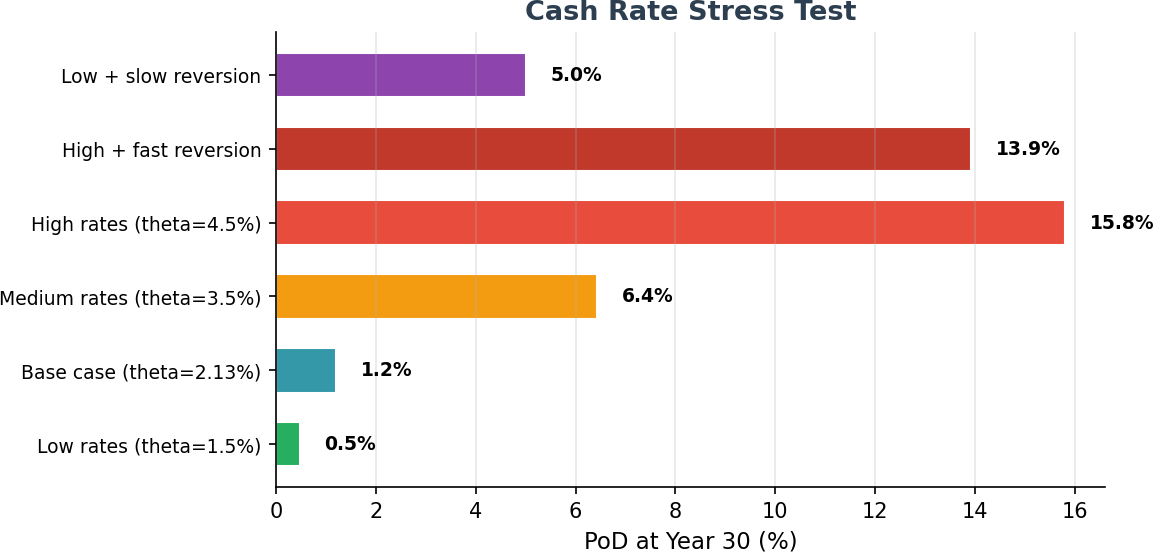 Cash Rate Stress Test
Low + slow reversion 5.0%
High + fast reversion 13.9%
High rates (theta=4.5%) 15.8%
Medium rates (theta=3.5%) 6.4%
Base case (theta=2.13%) 1.2%
Low rates (theta=1.5%) 0.5%
0 2 4 6 8 10 12 14 16
PoD at Year 30 (%)